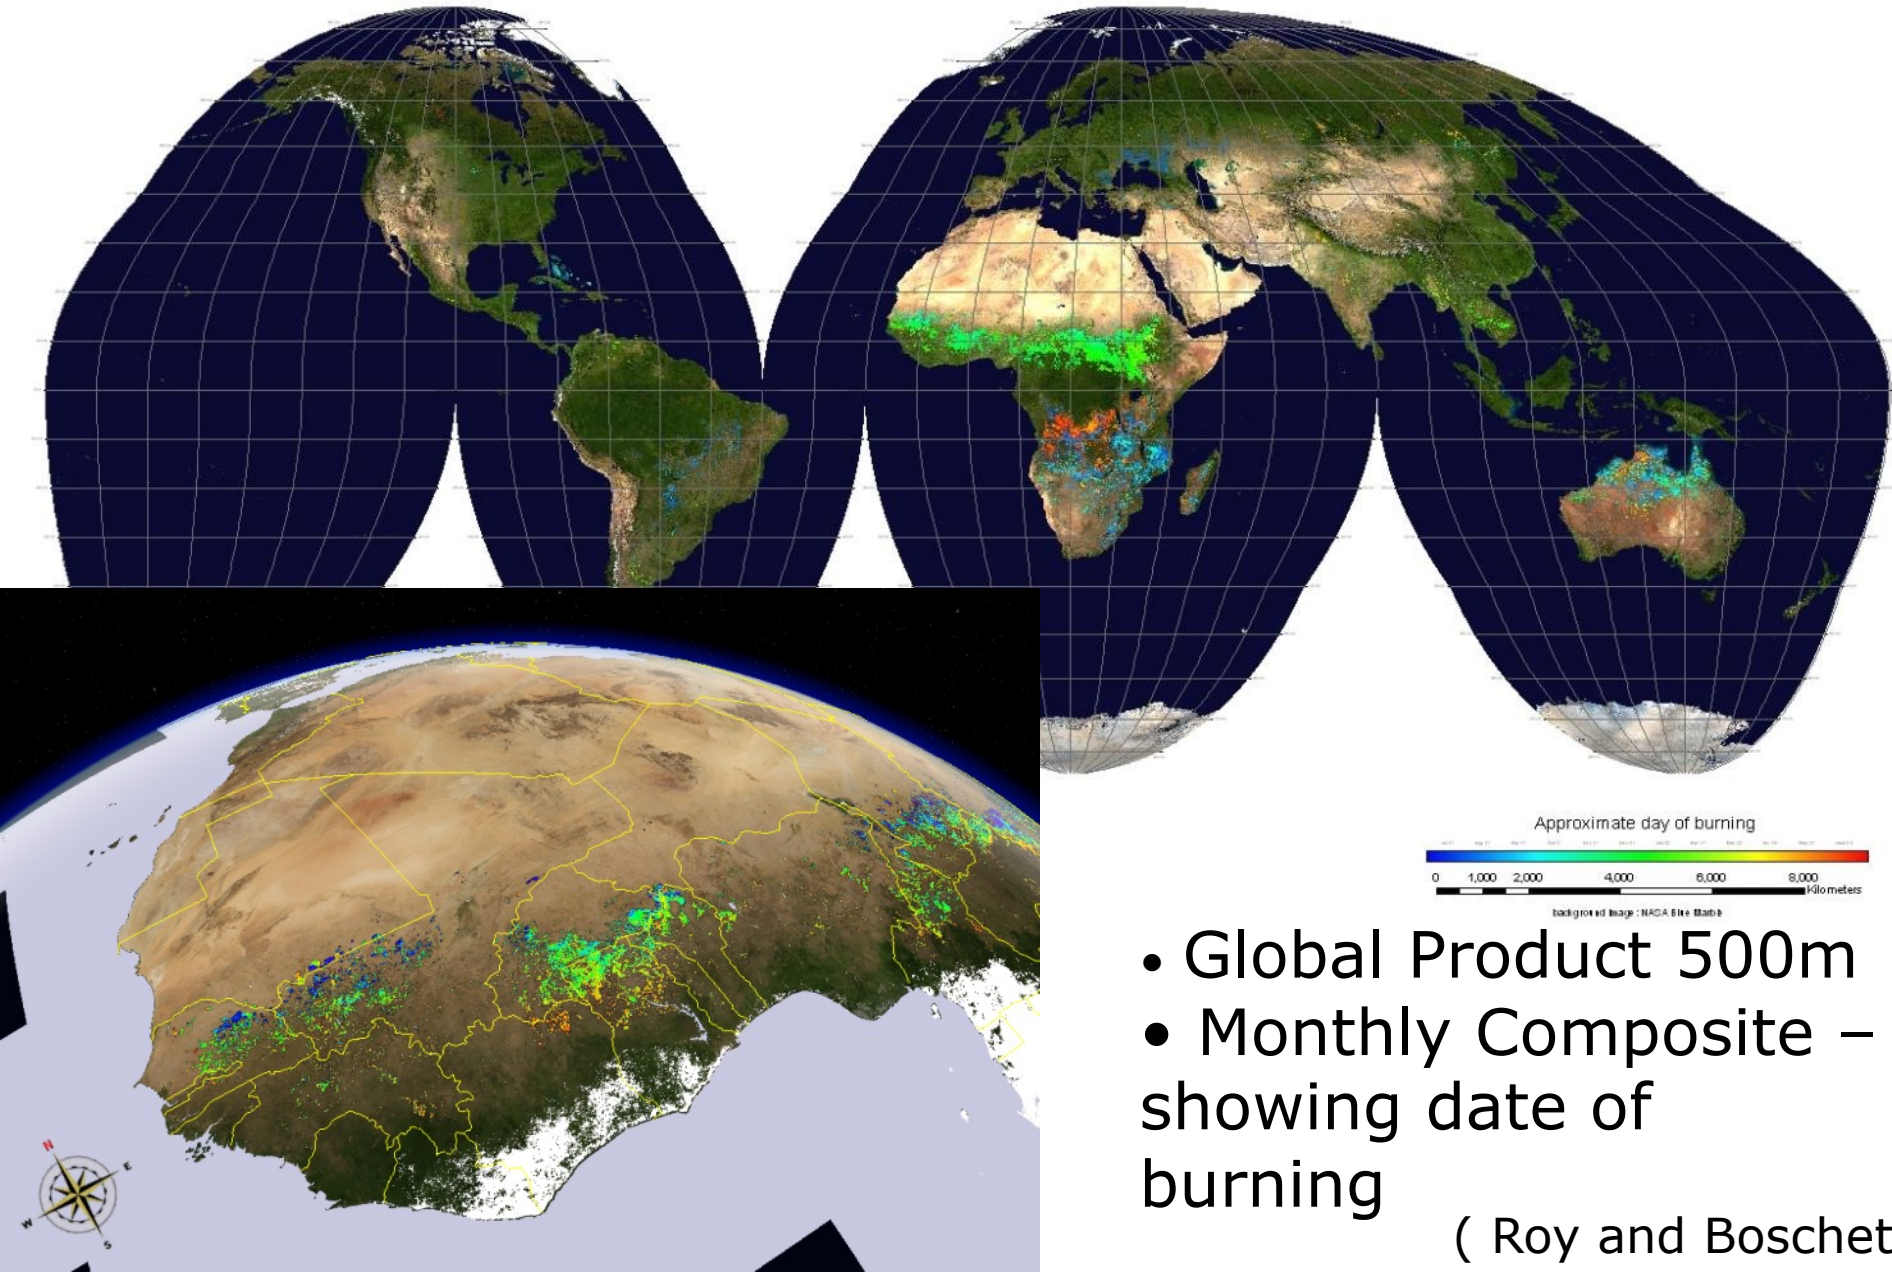 Approximate day of burning
0 1,000 2,000 4,000 6,000 8,000
Kilometers
background image : NASA Blue Marble
• Global Product 500m
• Monthly Composite –
showing date of
burning
( Roy and Boschet
N
E
W
S